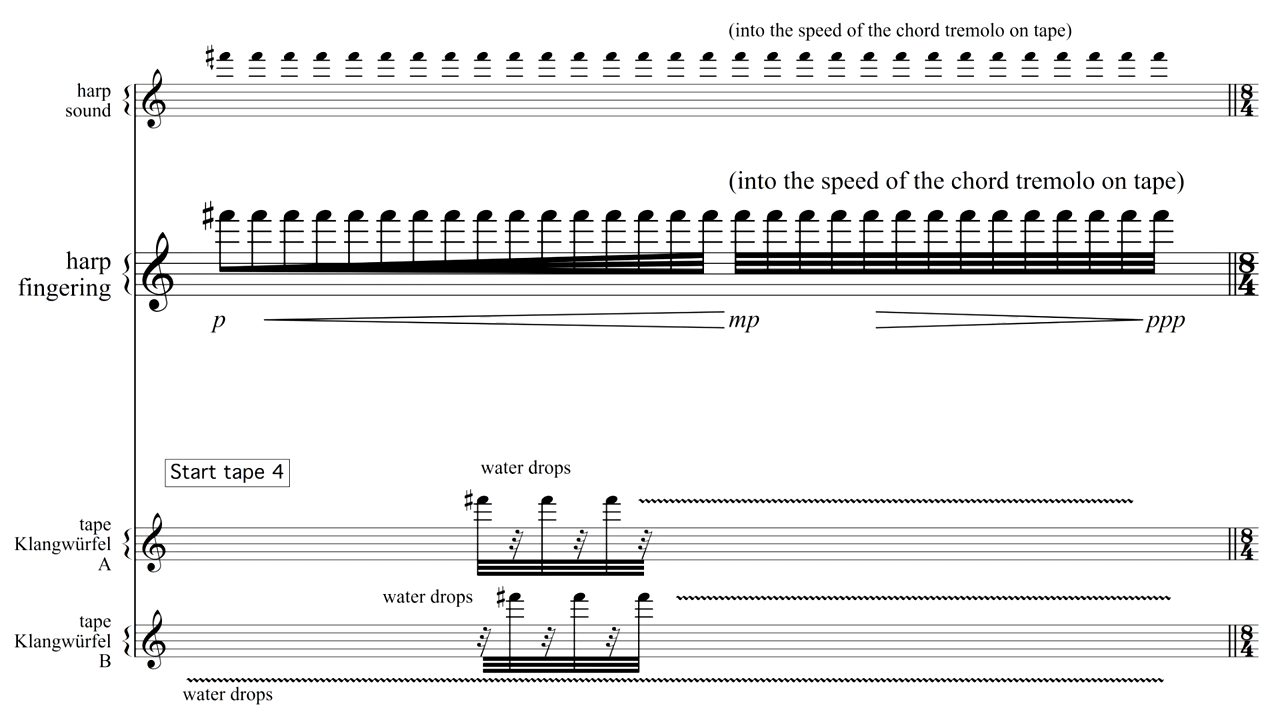 (into the speed of the chord tremolo on tape)
harp
sound
8
4
(into the speed of the chord tremolo on tape)
harp
fingering
8
4
p mp ppp
Start tape 4
water drops
tape
Klangwürfel
A
8
4
water drops
tape
Klangwürfel
B
8
4
water drops